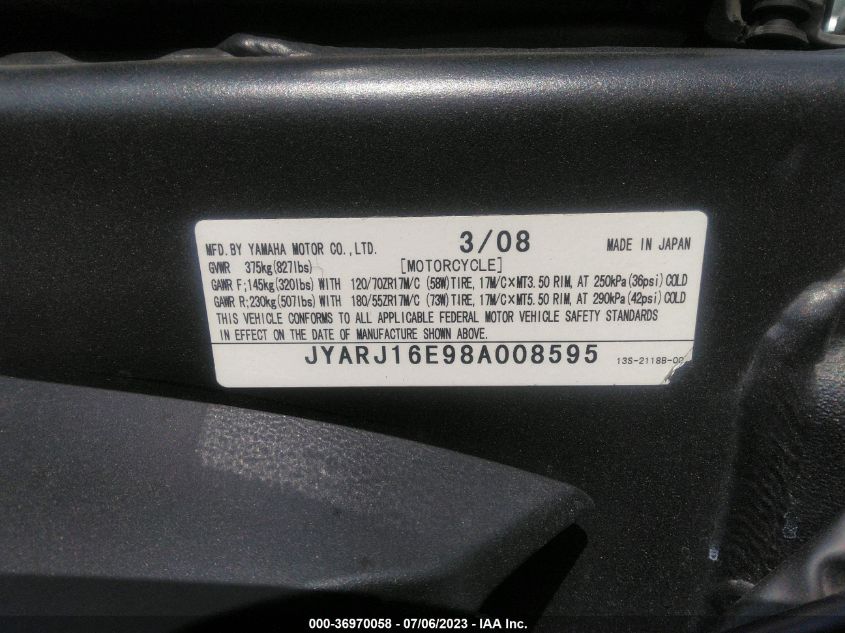 MFD. BY YAMAHA MOTOR CO., LTD. 3/08 MADE IN JAPAN
GVWR 375kg(827lbs) [MOTORCYCLE]
GAWR F;145kg(320lbs) WITH 120/70ZR17M/C (58W)TIRE, 17M/C×MT3.50 RIM, AT 250kPa(36psi)COLD
GAWR R;230kg(507lbs) WITH 180/55ZR17M/C (73W)TIRE, 17M/C×MT5.50 RIM, AT 290kPa(42psi)COLD
THIS VEHICLE CONFORMS TO ALL APPLICABLE FEDERAL MOTOR VEHICLE SAFETY STANDARDS
IN EFFECT ON THE DATE OF MANUFACTURE SHOWN ABOVE.
JYARJ16E98A008595 13S-2118B-00
000-36970058 - 07/06/2023 - IAA Inc.